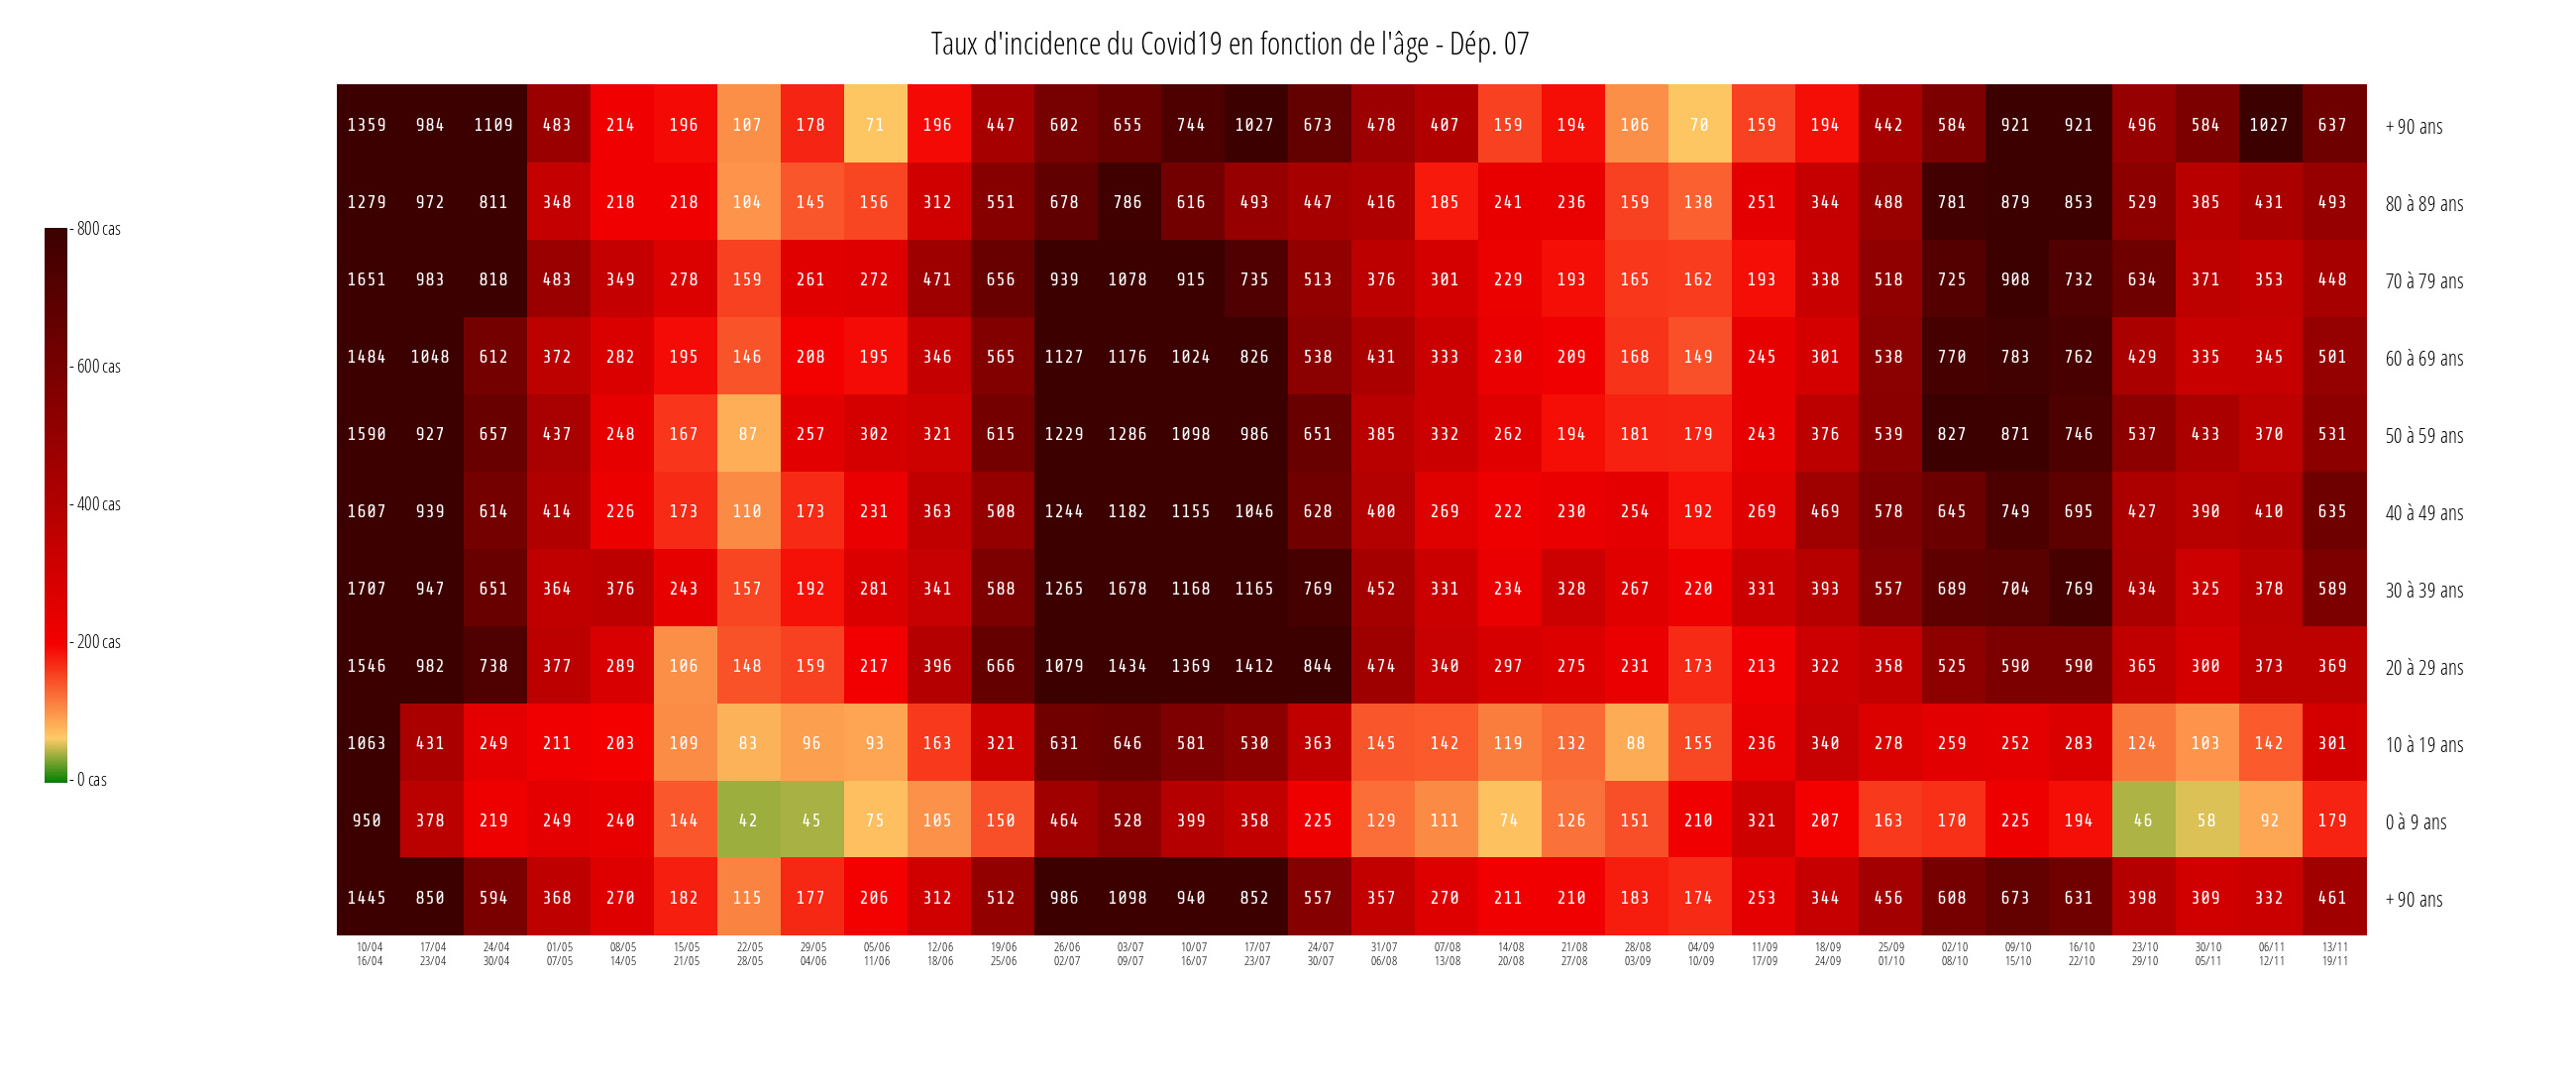 Taux d'incidence du Covid19 en fonction de l'âge - Dép. 07
- 800 cas
- 600 cas
- 400 cas
- 200 cas
- 0 cas
1359 984 1109 483 214 196 107 178 71 196 447 602 655 744 1027 673 478 407 159 194 106 70 159 194 442 584 921 921 496 584 1027 637 + 90 ans
1279 972 811 348 218 218 104 145 156 312 551 678 786 616 493 447 416 185 241 236 159 138 251 344 488 781 879 853 529 385 431 493 80 à 89 ans
1651 983 818 483 349 278 159 261 272 471 656 939 1078 915 735 513 376 301 229 193 165 162 193 338 518 725 908 732 634 371 353 448 70 à 79 ans
1484 1048 612 372 282 195 146 208 195 346 565 1127 1176 1024 826 538 431 333 230 209 168 149 245 301 538 770 783 762 429 335 345 501 60 à 69 ans
1590 927 657 437 248 167 87 257 302 321 615 1229 1286 1098 986 651 385 332 262 194 181 179 243 376 539 827 871 746 537 433 370 531 50 à 59 ans
1607 939 614 414 226 173 110 173 231 363 508 1244 1182 1155 1046 628 400 269 222 230 254 192 269 469 578 645 749 695 427 390 410 635 40 à 49 ans
1707 947 651 364 376 243 157 192 281 341 588 1265 1678 1168 1165 769 452 331 234 328 267 220 331 393 557 689 704 769 434 325 378 589 30 à 39 ans
1546 982 738 377 289 106 148 159 217 396 666 1079 1434 1369 1412 844 474 340 297 275 231 173 213 322 358 525 590 590 365 300 373 369 20 à 29 ans
1063 431 249 211 203 109 83 96 93 163 321 631 646 581 530 363 145 142 119 132 88 155 236 340 278 259 252 283 124 103 142 301 10 à 19 ans
950 378 219 249 240 144 42 45 75 105 150 464 528 399 358 225 129 111 74 126 151 210 321 207 163 170 225 194 46 58 92 179 0 à 9 ans
1445 850 594 368 270 182 115 177 206 312 512 986 1098 940 852 557 357 270 211 210 183 174 253 344 456 608 673 631 398 309 332 461 + 90 ans
10/04 17/04 24/04 01/05 08/05 15/05 22/05 29/05 05/06 12/06 19/06 26/06 03/07 10/07 17/07 24/07 31/07 07/08 14/08 21/08 28/08 04/09 11/09 18/09 25/09 02/10 09/10 16/10 23/10 30/10 06/11 13/11
16/04 23/04 30/04 07/05 14/05 21/05 28/05 04/06 11/06 18/06 25/06 02/07 09/07 16/07 23/07 30/07 06/08 13/08 20/08 27/08 03/09 10/09 17/09 24/09 01/10 08/10 15/10 22/10 29/10 05/11 12/11 19/11